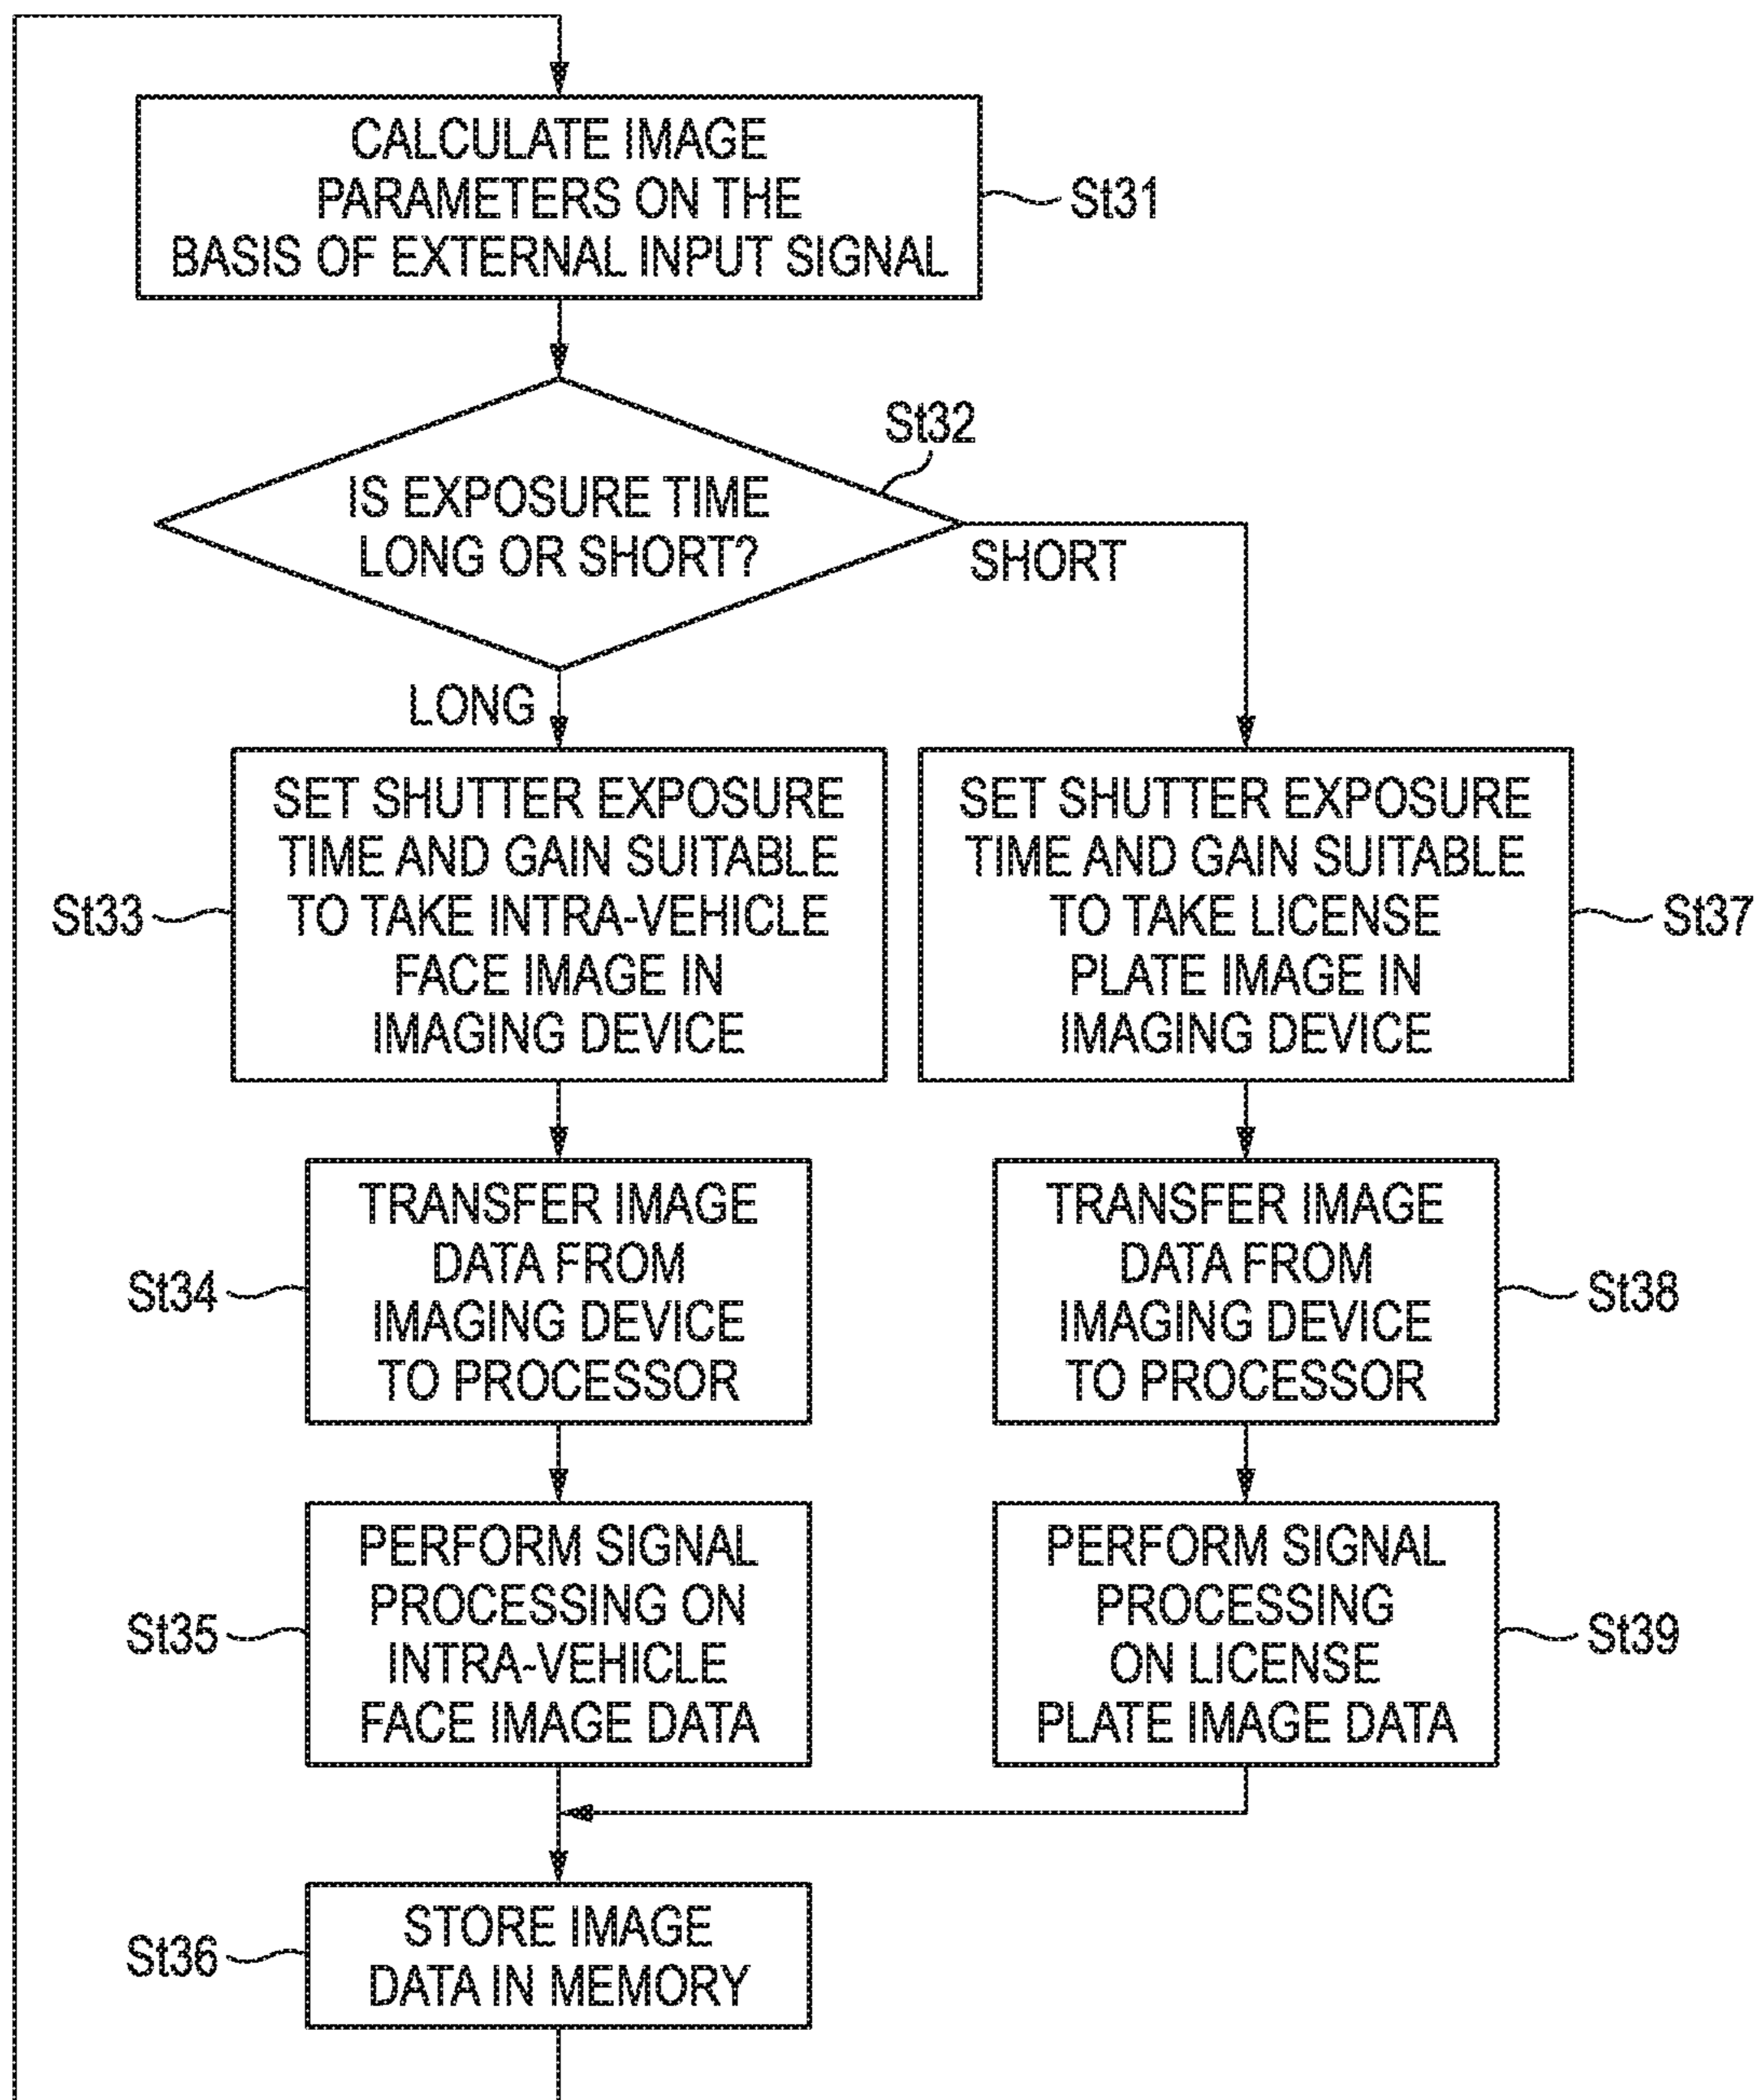 CALCULATE IMAGE
PARAMETERS ON THE
BASIS OF EXTERNAL INPUT SIGNAL
St31
St32
IS EXPOSURE TIME
LONG OR SHORT?
SHORT
LONG
SET SHUTTER EXPOSURE
TIME AND GAIN SUITABLE
TO TAKE INTRA-VEHICLE
FACE IMAGE IN
IMAGING DEVICE
St33
SET SHUTTER EXPOSURE
TIME AND GAIN SUITABLE
TO TAKE LICENSE
PLATE IMAGE IN
IMAGING DEVICE
St37
TRANSFER IMAGE
DATA FROM
IMAGING DEVICE
TO PROCESSOR
St34
TRANSFER IMAGE
DATA FROM
IMAGING DEVICE
TO PROCESSOR
St38
PERFORM SIGNAL
PROCESSING ON
INTRA-VEHICLE
FACE IMAGE DATA
St35
PERFORM SIGNAL
PROCESSING
ON LICENSE
PLATE IMAGE DATA
St39
STORE IMAGE
DATA IN MEMORY
St36